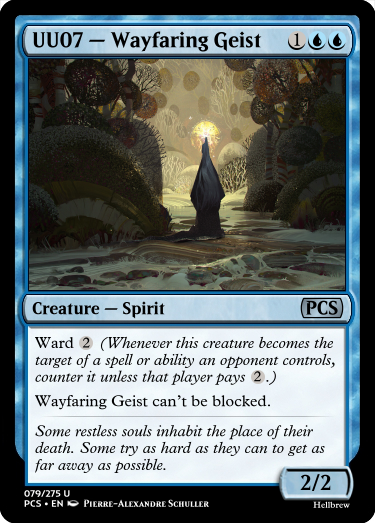 UU07 — Wayfaring Geist 1
Creature — Spirit PCS
Ward 2 (Whenever this creature becomes the
target of a spell or ability an opponent controls,
counter it unless that player pays 2.)
Wayfaring Geist can't be blocked.
Some restless souls inhabit the place of their
death. Some try as hard as they can to get as
far away as possible.
2/2
079/275 U
PCS • EN Pierre-Alexandre Schuller
Hellbrew